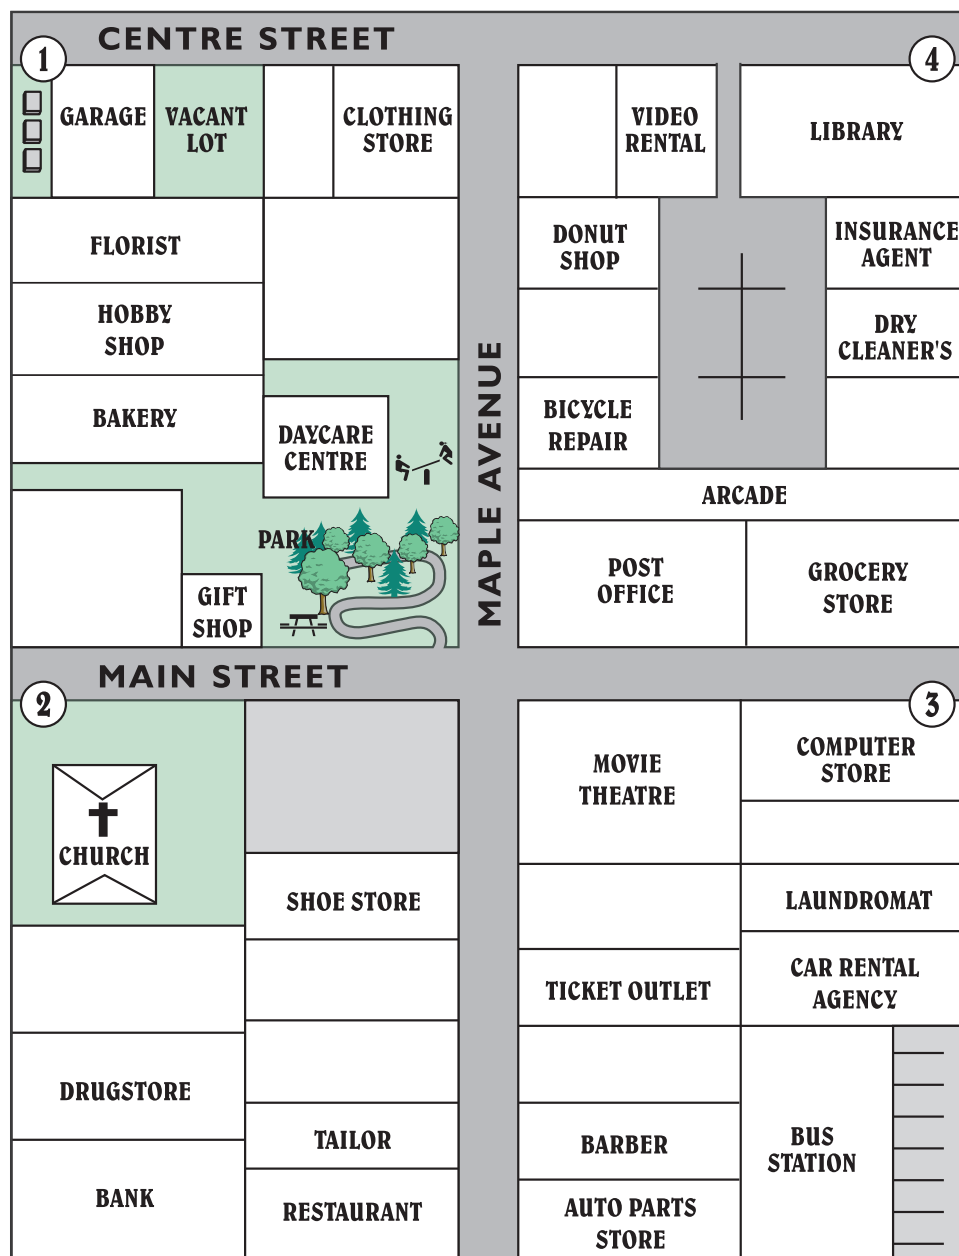 CENTRE STREET
1
4
GARAGE
VACANT
LOT
CLOTHING
STORE
VIDEO
RENTAL
LIBRARY
FLORIST
DONUT
SHOP
INSURANCE
AGENT
HOBBY
SHOP
DRY
CLEANER'S
BAKERY
DAYCARE
CENTRE
MAPLE AVENUE
BICYCLE
REPAIR
ARCADE
PARK
GIFT
SHOP
POST
OFFICE
GROCERY
STORE
MAIN STREET
2
3
CHURCH
MOVIE
THEATRE
COMPUTER
STORE
SHOE STORE
LAUNDROMAT
TICKET OUTLET
CAR RENTAL
AGENCY
DRUGSTORE
TAILOR
BARBER
BUS
STATION
BANK
RESTAURANT
AUTO PARTS
STORE